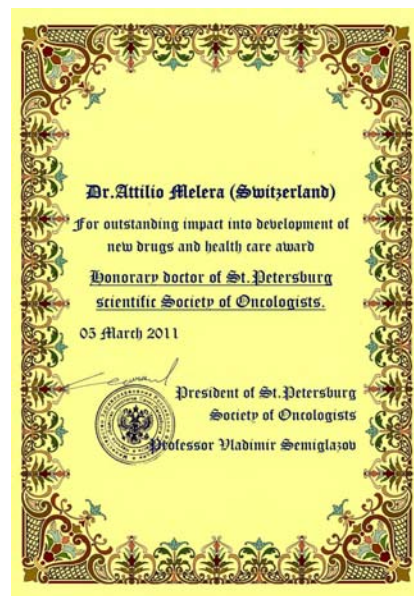 Dr.Attilio Melera (Switzerland)
For outstanding impact into development of
new drugs and health care award
Honorary doctor of St.Petersburg
scientific Society of Oncologists.
05 March 2011
President of St.Petersburg
Society of Oncologists
Professor Vladimir Semiglazov